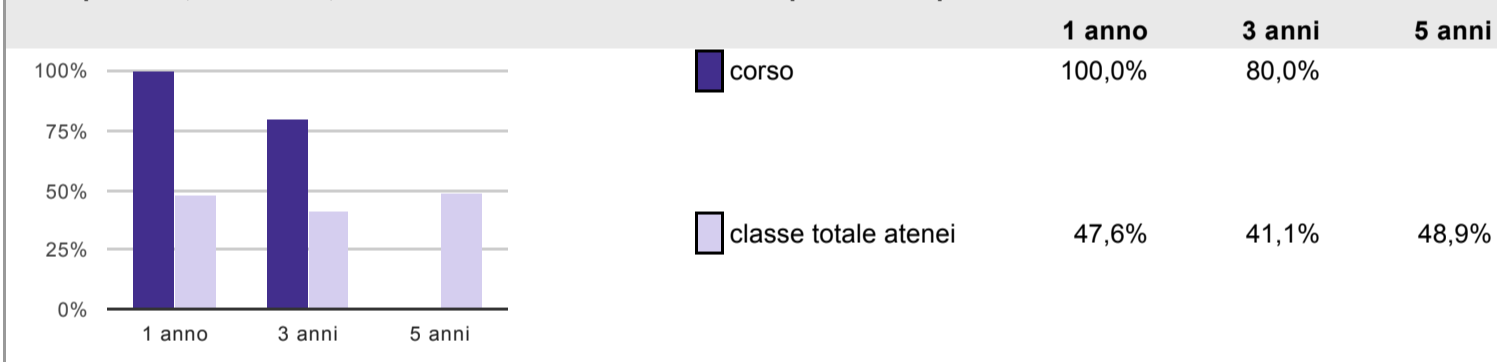 1 anno 3 anni 5 anni
100%
75%
50%
25%
0%
1 anno 3 anni 5 anni
corso 100,0% 80,0%
classe totale atenei 47,6% 41,1% 48,9%